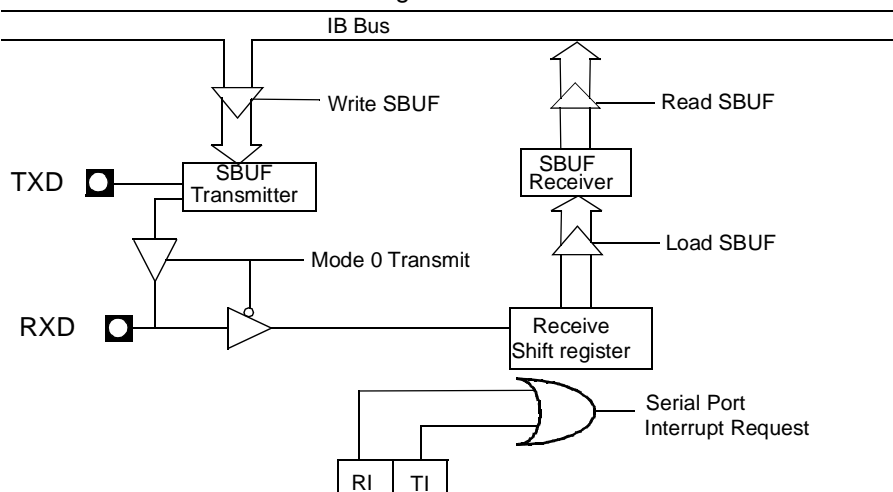 IB Bus
Write SBUF
Read SBUF
TXD
SBUF
Transmitter
SBUF
Receiver
Load SBUF
Mode 0 Transmit
RXD
Receive
Shift register
Serial Port
Interrupt Request
RI
TI